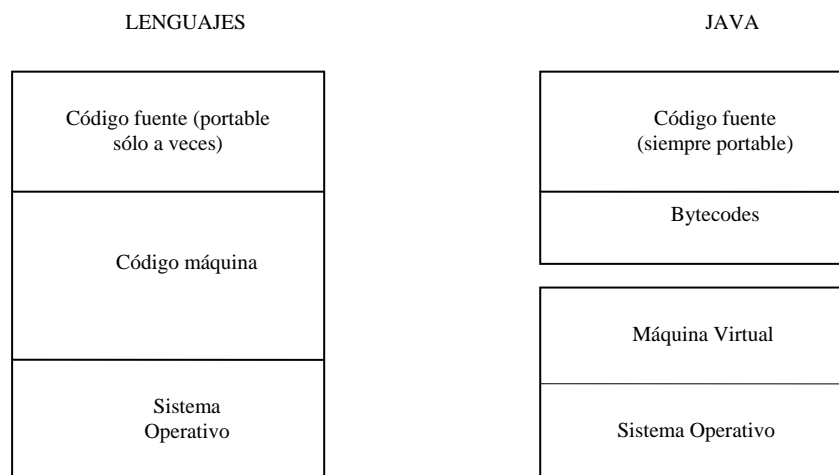 LENGUAJES
Código fuente (portable
sólo a veces)
Código máquina
Sistema
Operativo
JAVA
Código fuente
(siempre portable)
Bytecodes
Máquina Virtual
Sistema Operativo